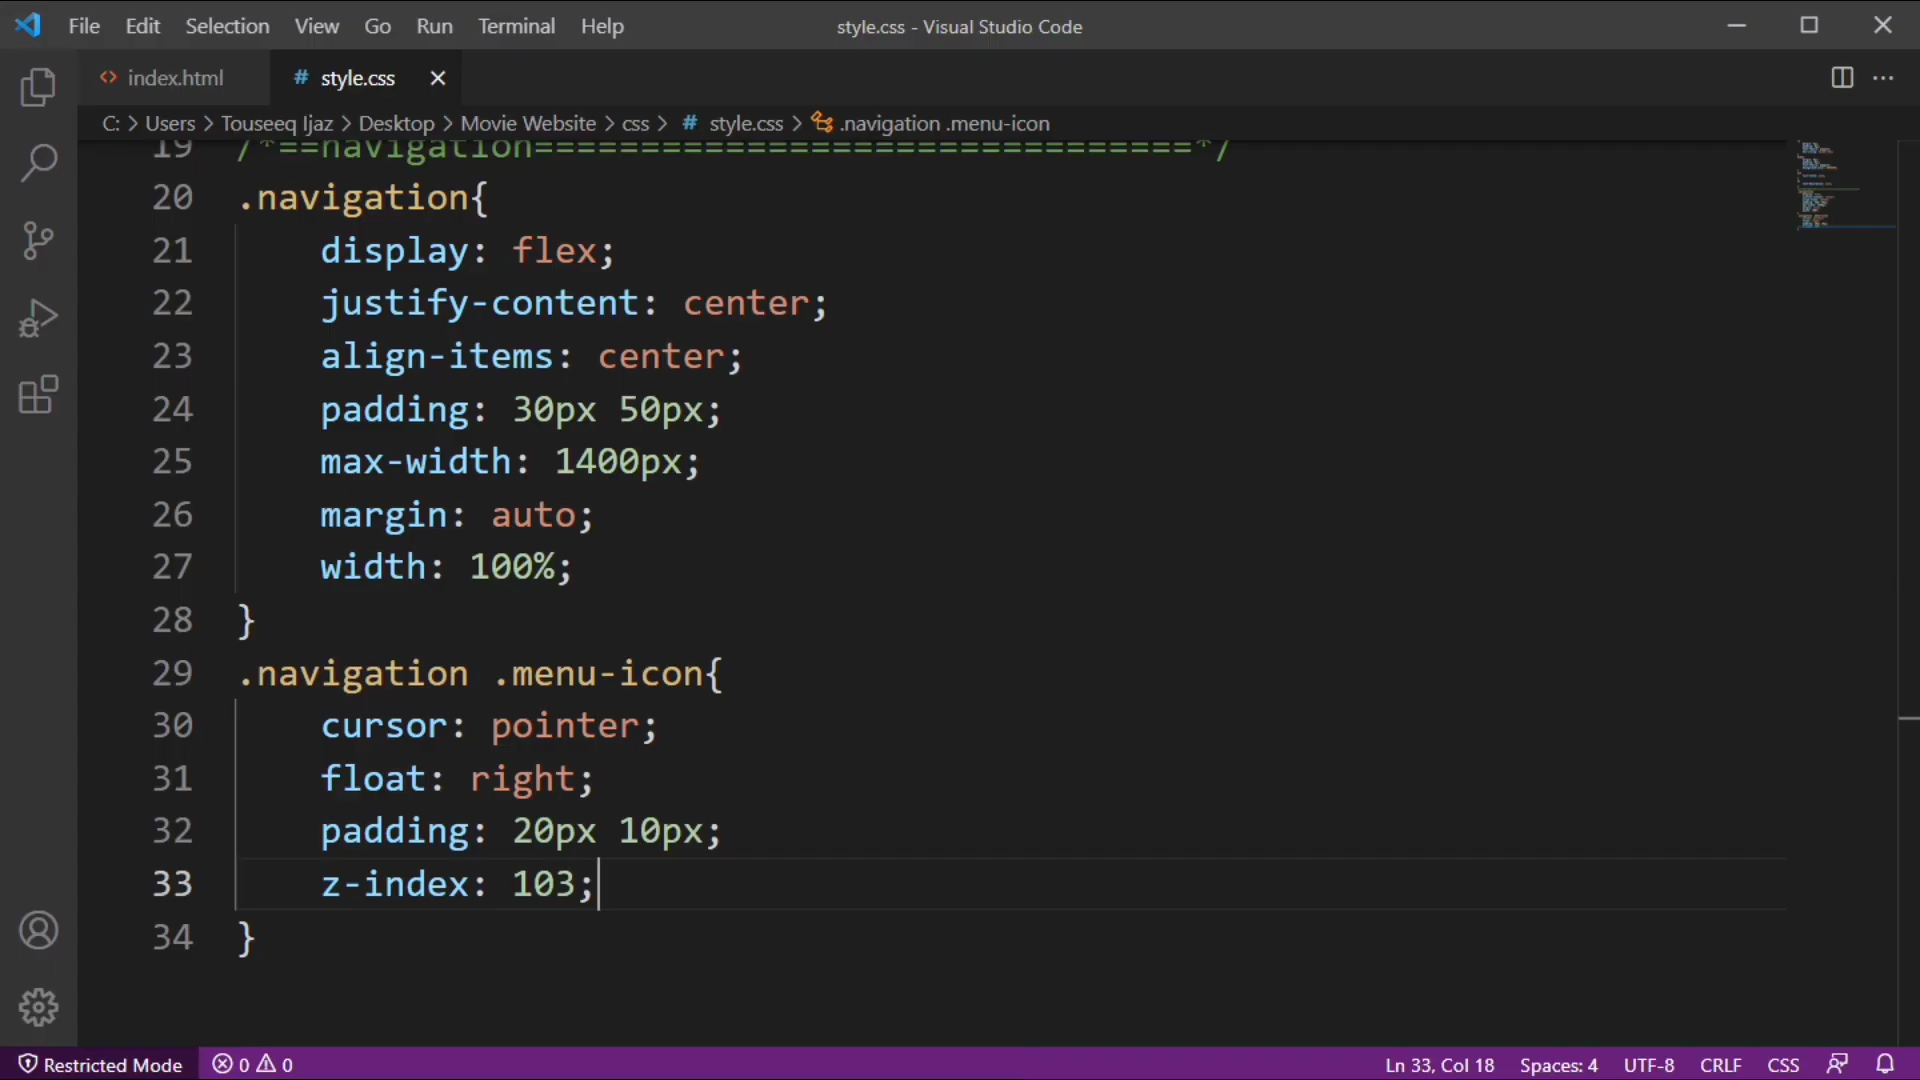 File Edit Selection View Go Run Terminal Help style.css - Visual Studio Code
index.html # style.css
C: > Users > Touseeq Ijaz > Desktop > Movie Website > css > # style.css > .navigation .menu-icon
19 /*==navigation===============================*/
20 .navigation{
21 display: flex;
22 justify-content: center;
23 align-items: center;
24 padding: 30px 50px;
25 max-width: 1400px;
26 margin: auto;
27 width: 100%;
28 }
29 .navigation .menu-icon{
30 cursor: pointer;
31 float: right;
32 padding: 20px 10px;
33 z-index: 103;
34 }
Restricted Mode 0 0 Ln 33, Col 18 Spaces: 4 UTF-8 CRLF CSS